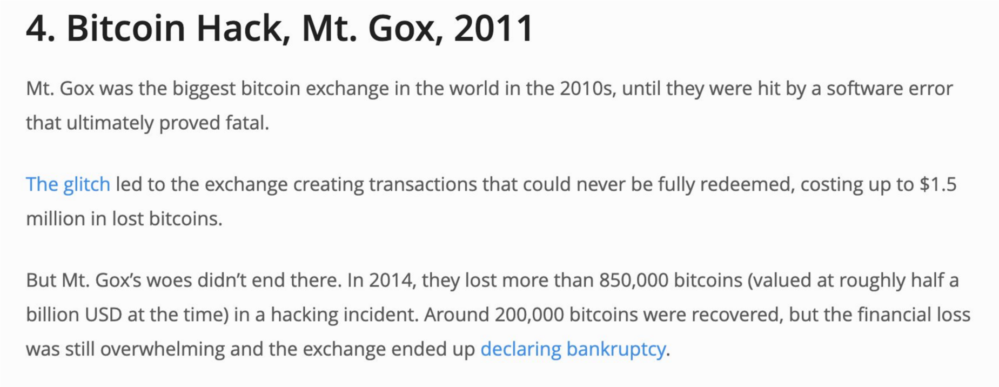 4. Bitcoin Hack, Mt. Gox, 2011
Mt. Gox was the biggest bitcoin exchange in the world in the 2010s, until they were hit by a software error
that ultimately proved fatal.
The glitch led to the exchange creating transactions that could never be fully redeemed, costing up to $1.5
million in lost bitcoins.
But Mt. Gox’s woes didn’t end there. In 2014, they lost more than 850,000 bitcoins (valued at roughly half a
billion USD at the time) in a hacking incident. Around 200,000 bitcoins were recovered, but the financial loss
was still overwhelming and the exchange ended up declaring bankruptcy.